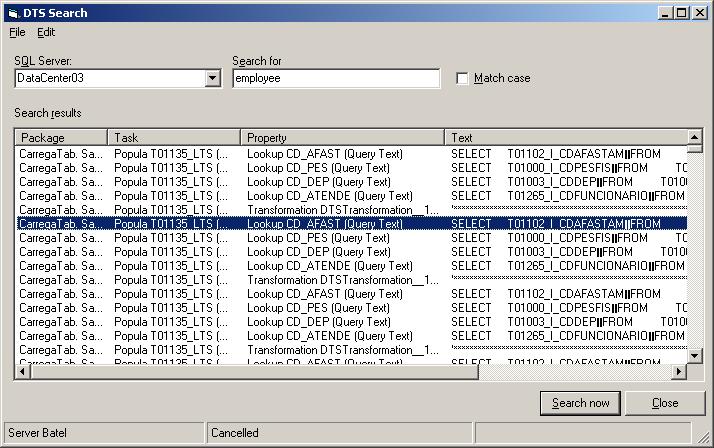 DTS Search
File Edit
SQL Server: Search for
DataCenter03 employee Match case
Search results
Package Task Property Text
CarregaTab. Sa... Popula T01135_LTS (... Lookup CD_AFAST (Query Text) SELECT T01102_I_CDAFASTAM||FROM
CarregaTab. Sa... Popula T01135_LTS (... Lookup CD_PES (Query Text) SELECT T01000_I_CDPESFIS||FROM TO
CarregaTab. Sa... Popula T01135_LTS (... Lookup CD_DEP (Query Text) SELECT T01003_I_CDDEP||FROM T0100
CarregaTab. Sa... Popula T01135_LTS (... Lookup CD_ATENDE (Query Text) SELECT T01265_I_CDFUNCIONARIO||FROM
CarregaTab. Sa... Popula T01135_LTS (... Transformation DTSTransformation__1...
CarregaTab. Sa... Popula T01135_LTS (... Lookup CD_AFAST (Query Text) SELECT T01102_I_CDAFASTAM||FROM
CarregaTab. Sa... Popula T01135_LTS (... Lookup CD_PES (Query Text) SELECT T01000_I_CDPESFIS||FROM TO
CarregaTab. Sa... Popula T01135_LTS (... Lookup CD_DEP (Query Text) SELECT T01003_I_CDDEP||FROM T010
CarregaTab. Sa... Popula T01135_LTS (... Lookup CD_ATENDE (Query Text) SELECT T01265_I_CDFUNCIONARIO||FROM
CarregaTab. Sa... Popula T01135_LTS (... Transformation DTSTransformation__1...
CarregaTab. Sa... Popula T01135_LTS (... Lookup CD_AFAST (Query Text) SELECT T01102_I_CDAFASTAM||FROM
CarregaTab. Sa... Popula T01135_LTS (... Lookup CD_PES (Query Text) SELECT T01000_I_CDPESFIS||FROM TO
CarregaTab. Sa... Popula T01135_LTS (... Lookup CD_DEP (Query Text) SELECT T01003_I_CDDEP||FROM T010
CarregaTab. Sa... Popula T01135_LTS (... Lookup CD_ATENDE (Query Text) SELECT T01265_I_CDFUNCIONARIO||FROM
CarregaTab. Sa... Popula T01135_LTS (... Transformation DTSTransformation__1...
CarregaTab. Sa... Popula T01135_LTS (... Lookup CD_AFAST (Query Text) SELECT T01102_I_CDAFASTAM||FROM
Search now Close
Server Batel Cancelled